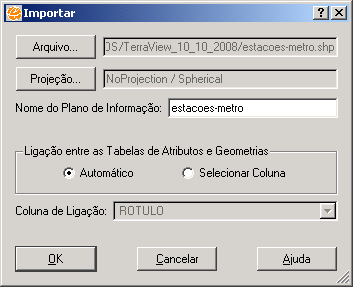 Importar
Arquivo... OS/TerraView_10_10_2008/estacoes-metro.shp
Projeção... NoProjection / Spherical
Nome do Plano de Informação: estacoes-metro
Ligação entre as Tabelas de Atributos e Geometrias
Automático Selecionar Coluna
Coluna de Ligação: ROTULO
OK Cancelar Ajuda